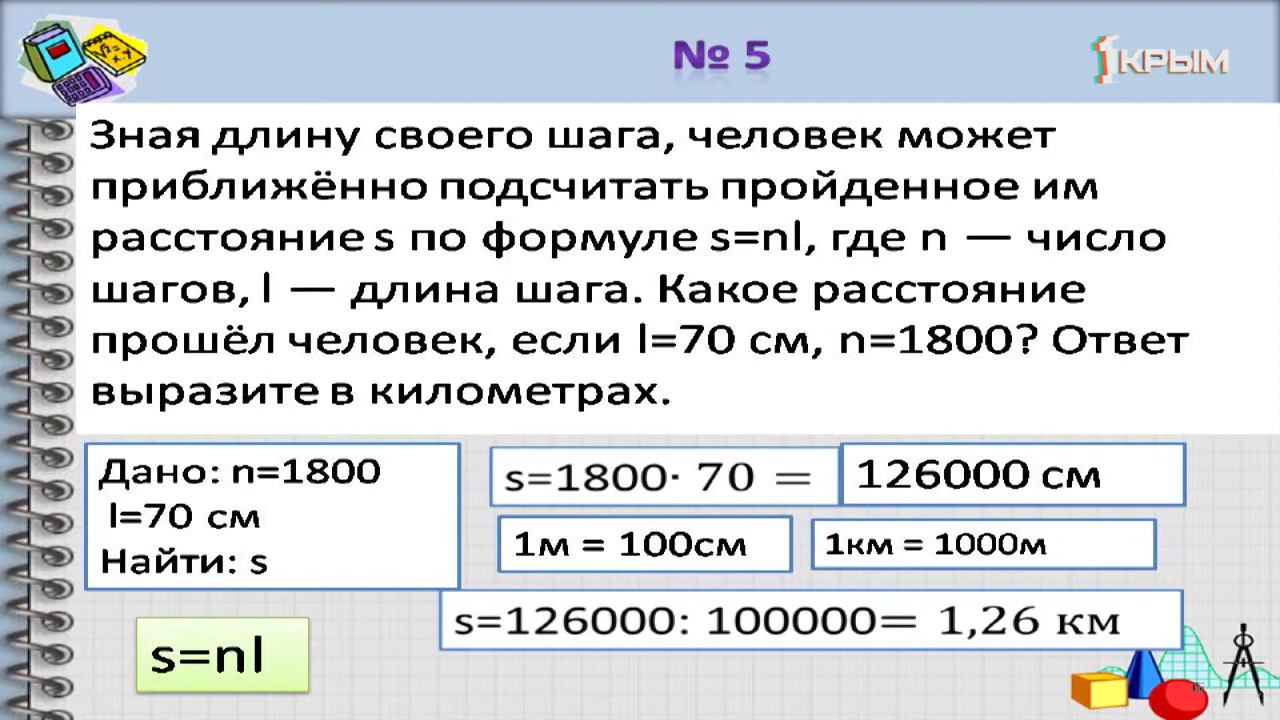 № 5
1КРЫМ
Зная длину своего шага, человек может
приближённо подсчитать пройденное им
расстояние s по формуле s=nl, где n — число
шагов, l — длина шага. Какое расстояние
прошёл человек, если l=70 см, n=1800? Ответ
выразите в километрах.
Дано: n=1800
l=70 см
Найти: s
s=1800· 70 =
126000 см
1м = 100см
1км = 1000м
s=126000: 100000= 1,26 км
s=nl